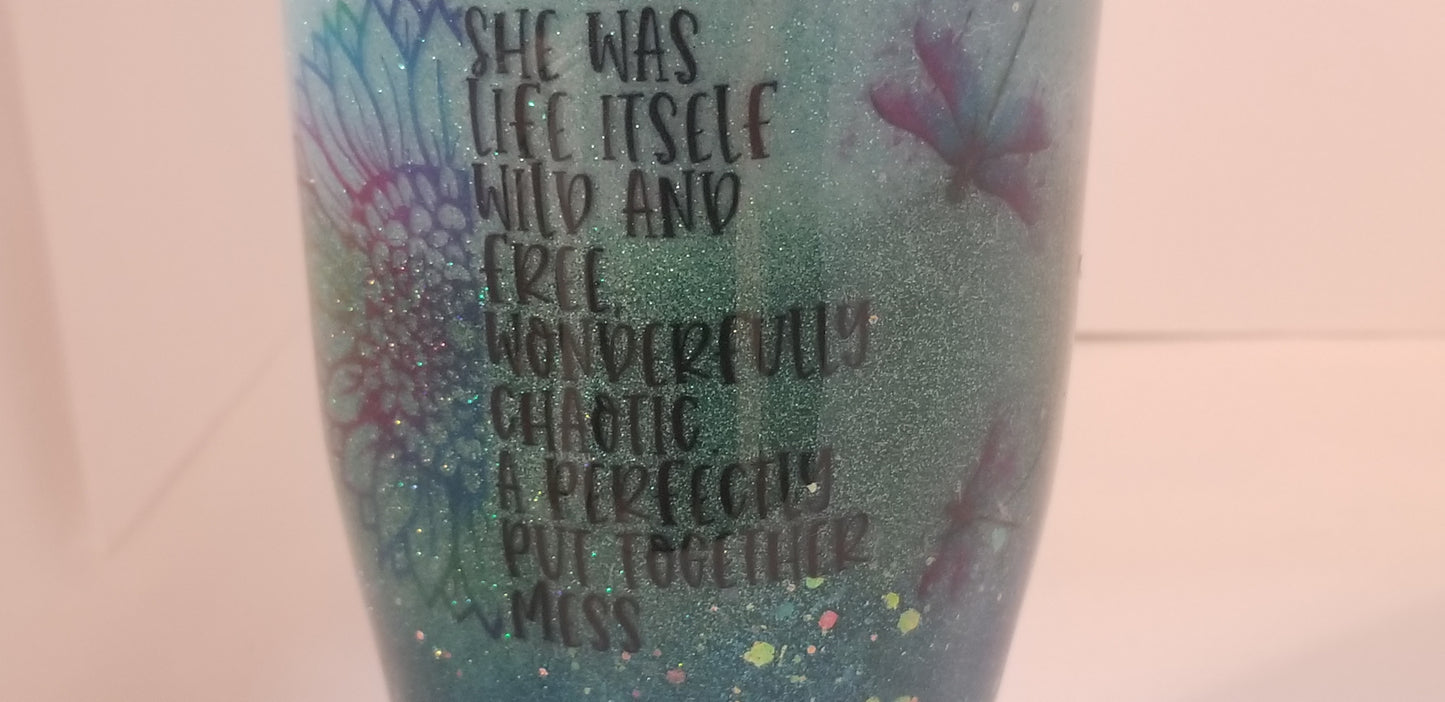 SHE WAS
LIFE ITSELF
WILD AND
FREE,
WONDERFULLY
CHAOTIC.
A PERFECTLY
PUT TOGETHER
MESS